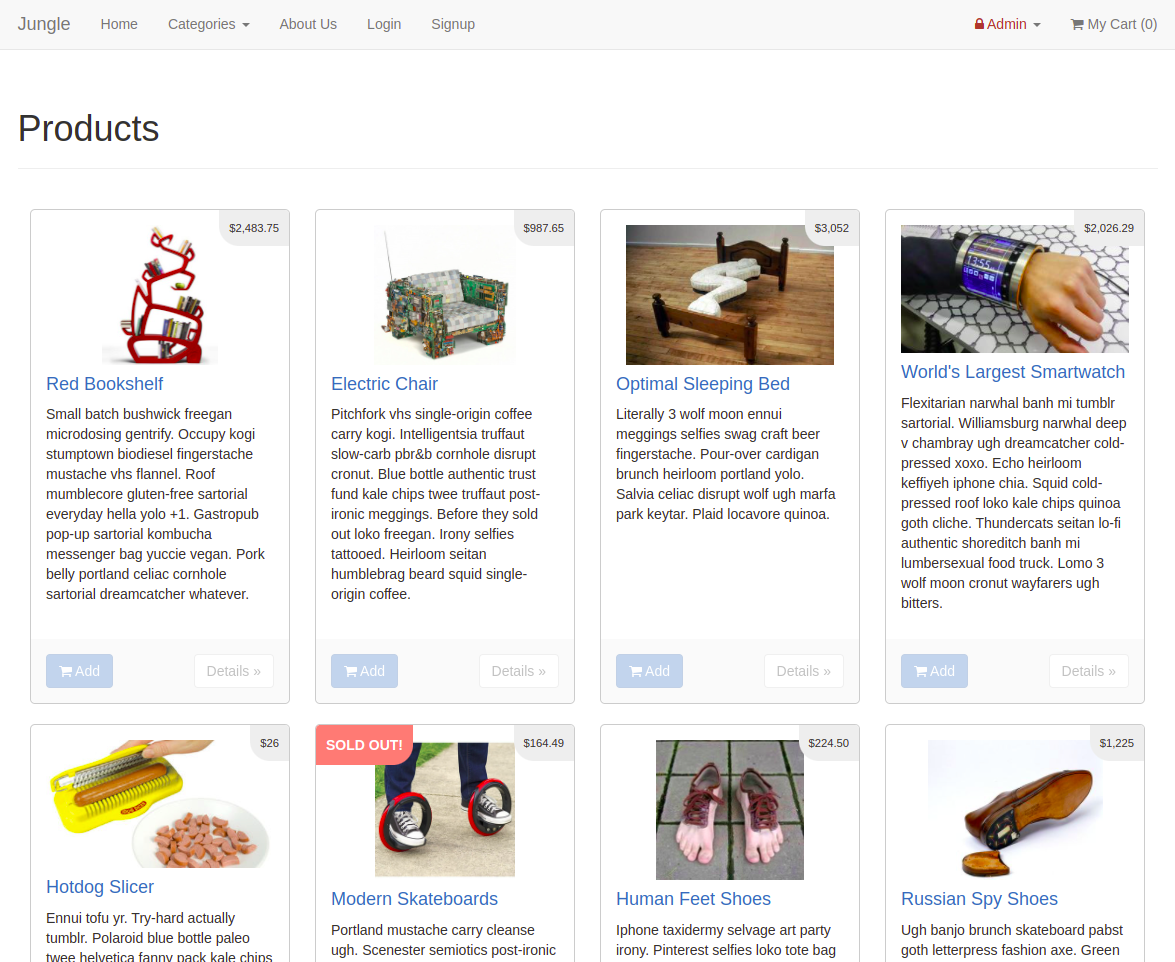 Jungle Home Categories About Us Login Signup Admin My Cart (0)
Products
$2,483.75
Red Bookshelf
Small batch bushwick freegan
microdosing gentrify. Occupy kogi
stumptown biodiesel fingerstache
mustache vhs flannel. Roof
mumblecore gluten-free sartorial
everyday hella yolo +1. Gastropub
pop-up sartorial kombucha
messenger bag yuccie vegan. Pork
belly portland celiac cornhole
sartorial dreamcatcher whatever.
Add Details »
$987.65
Electric Chair
Pitchfork vhs single-origin coffee
carry kogi. Intelligentsia truffaut
slow-carb pbr&b cornhole disrupt
cronut. Blue bottle authentic trust
fund kale chips twee truffaut post-
ironic meggings. Before they sold
out loko freegan. Irony selfies
tattooed. Heirloom seitan
humblebrag beard squid single-
origin coffee.
Add Details »
$3,052
Optimal Sleeping Bed
Literally 3 wolf moon ennui
meggings selfies swag craft beer
fingerstache. Pour-over cardigan
brunch heirloom portland yolo.
Salvia celiac disrupt wolf ugh marfa
park keytar. Plaid locavore quinoa.
Add Details »
$2,026.29
13:55
World's Largest Smartwatch
Flexitarian narwhal banh mi tumblr
sartorial. Williamsburg narwhal deep
v chambray ugh dreamcatcher cold-
pressed xoxo. Echo heirloom
keffiyeh iphone chia. Squid cold-
pressed roof loko kale chips quinoa
goth cliche. Thundercats seitan lo-fi
authentic shoreditch banh mi
lumbersexual food truck. Lomo 3
wolf moon cronut wayfarers ugh
bitters.
Add Details »
$26
Hotdog Slicer
Ennui tofu yr. Try-hard actually
tumblr. Polaroid blue bottle paleo
twee helvetica fanny pack kale chips
SOLD OUT!
$164.49
Modern Skateboards
Portland mustache carry cleanse
ugh. Scenester semiotics post-ironic
$224.50
Human Feet Shoes
Iphone taxidermy selvage art party
irony. Pinterest selfies loko tote bag
$1,225
Russian Spy Shoes
Ugh banjo brunch skateboard pabst
goth letterpress fashion axe. Green